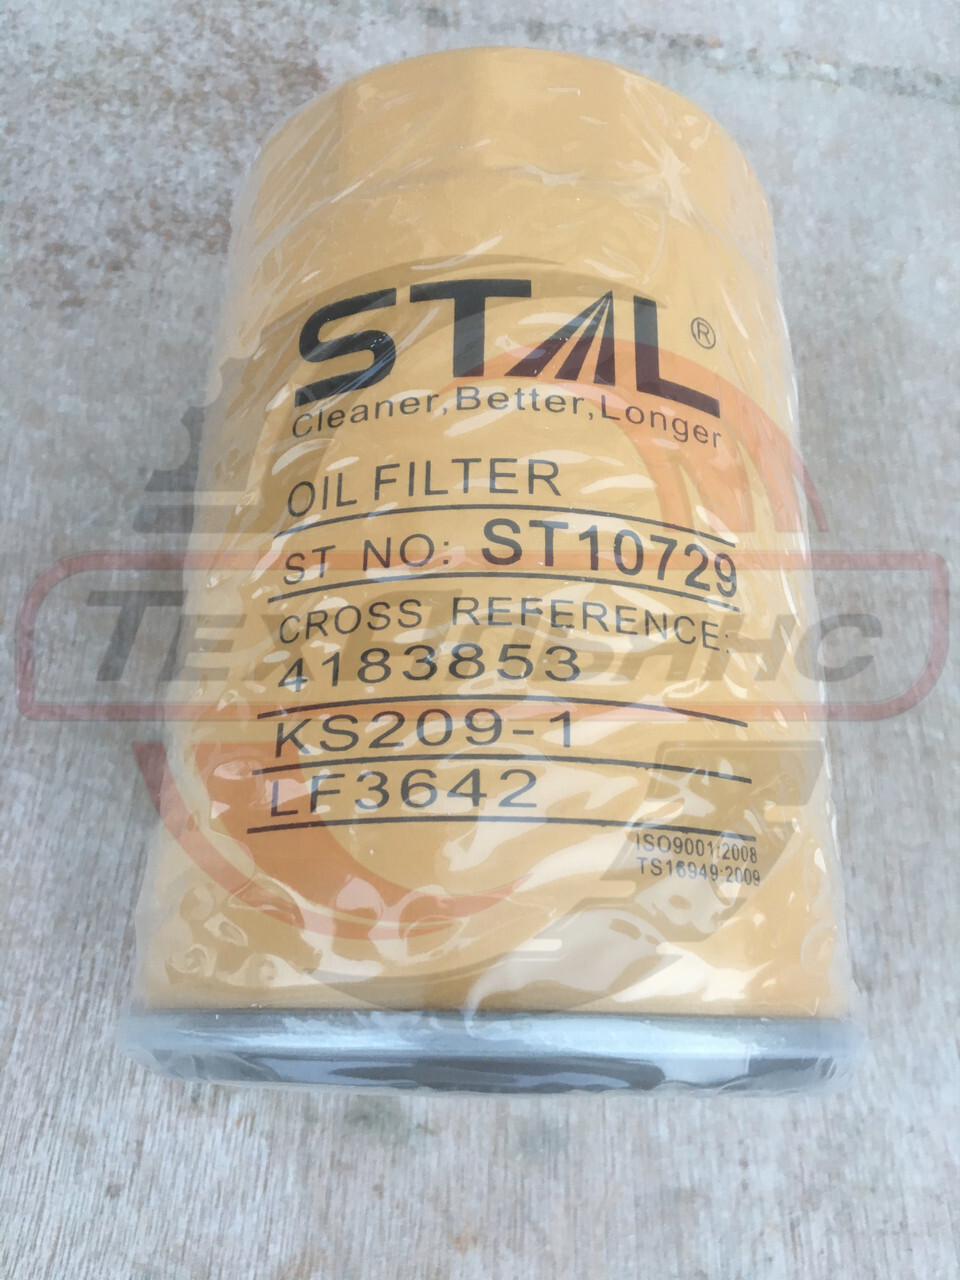 STAL®
Cleaner,Better,Longer
OIL FILTER
ST NO: ST10729
CROSS REFERENCE:
4183853
KS209-1
LF3642
ISO9001:2008
TS16949:2009